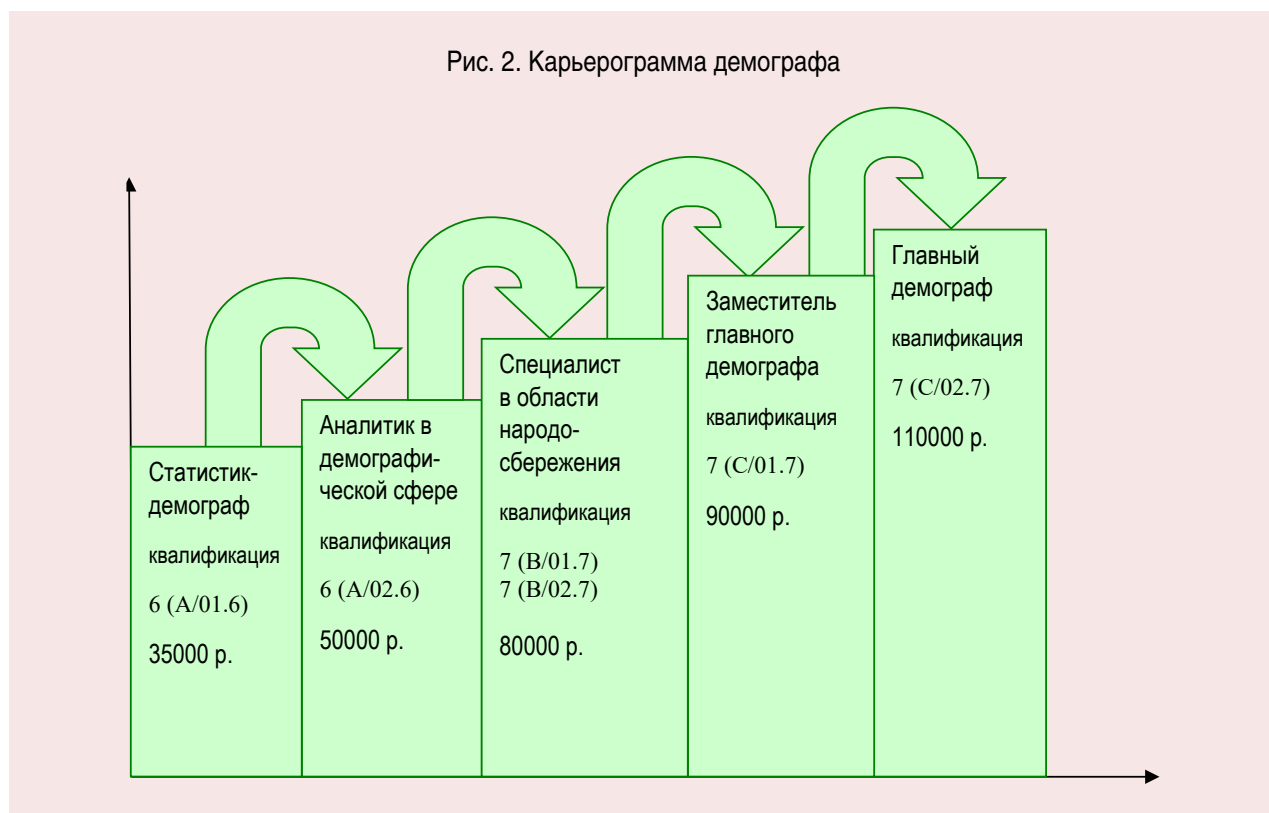 Рис. 2. Карьерограмма демографа
Статистик-
демограф
квалификация
6 (А/01.6)
35000 р.
Аналитик в
демографи-
ческой сфере
квалификация
6 (А/02.6)
50000 р.
Специалист
в области
народо-
сбережения
квалификация
7 (В/01.7)
7 (В/02.7)
80000 р.
Заместитель
главного
демографа
квалификация
7 (С/01.7)
90000 р.
Главный
демограф
квалификация
7 (С/02.7)
110000 р.